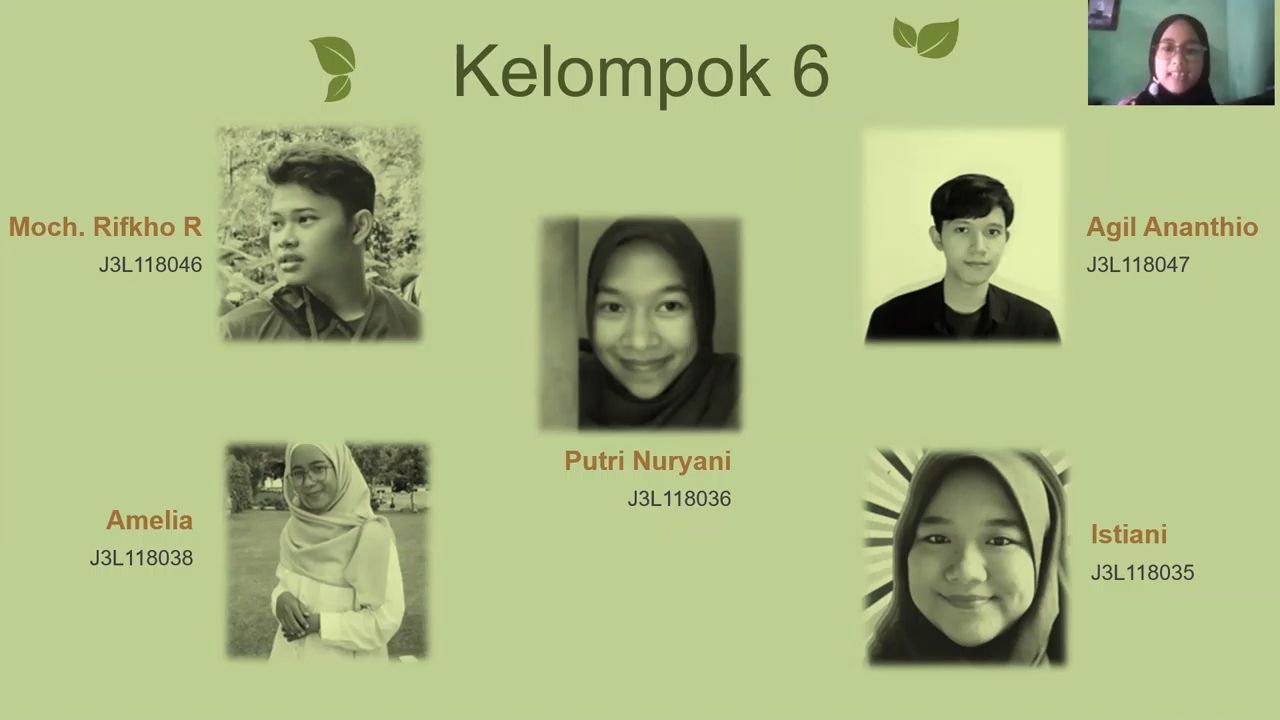 Kelompok 6
Moch. Rifkho R
J3L118046
Agil Ananthio
J3L118047
Putri Nuryani
J3L118036
Amelia
J3L118038
Istiani
J3L118035